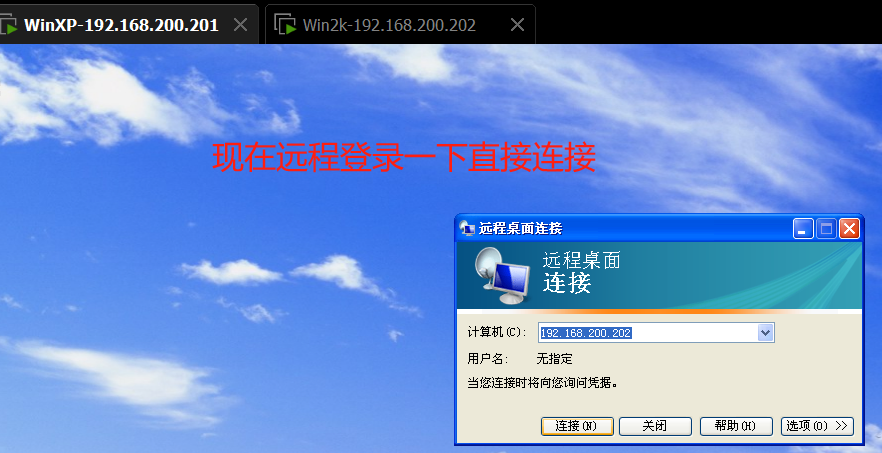 WinXP-192.168.200.201
Win2k-192.168.200.202
现在远程登录一下直接连接
远程桌面连接
远程桌面
连接
计算机(C): 192.168.200.202
用户名: 无指定
当您连接时将向您询问凭据。
连接(N) 关闭 帮助(H) 选项(O) >>